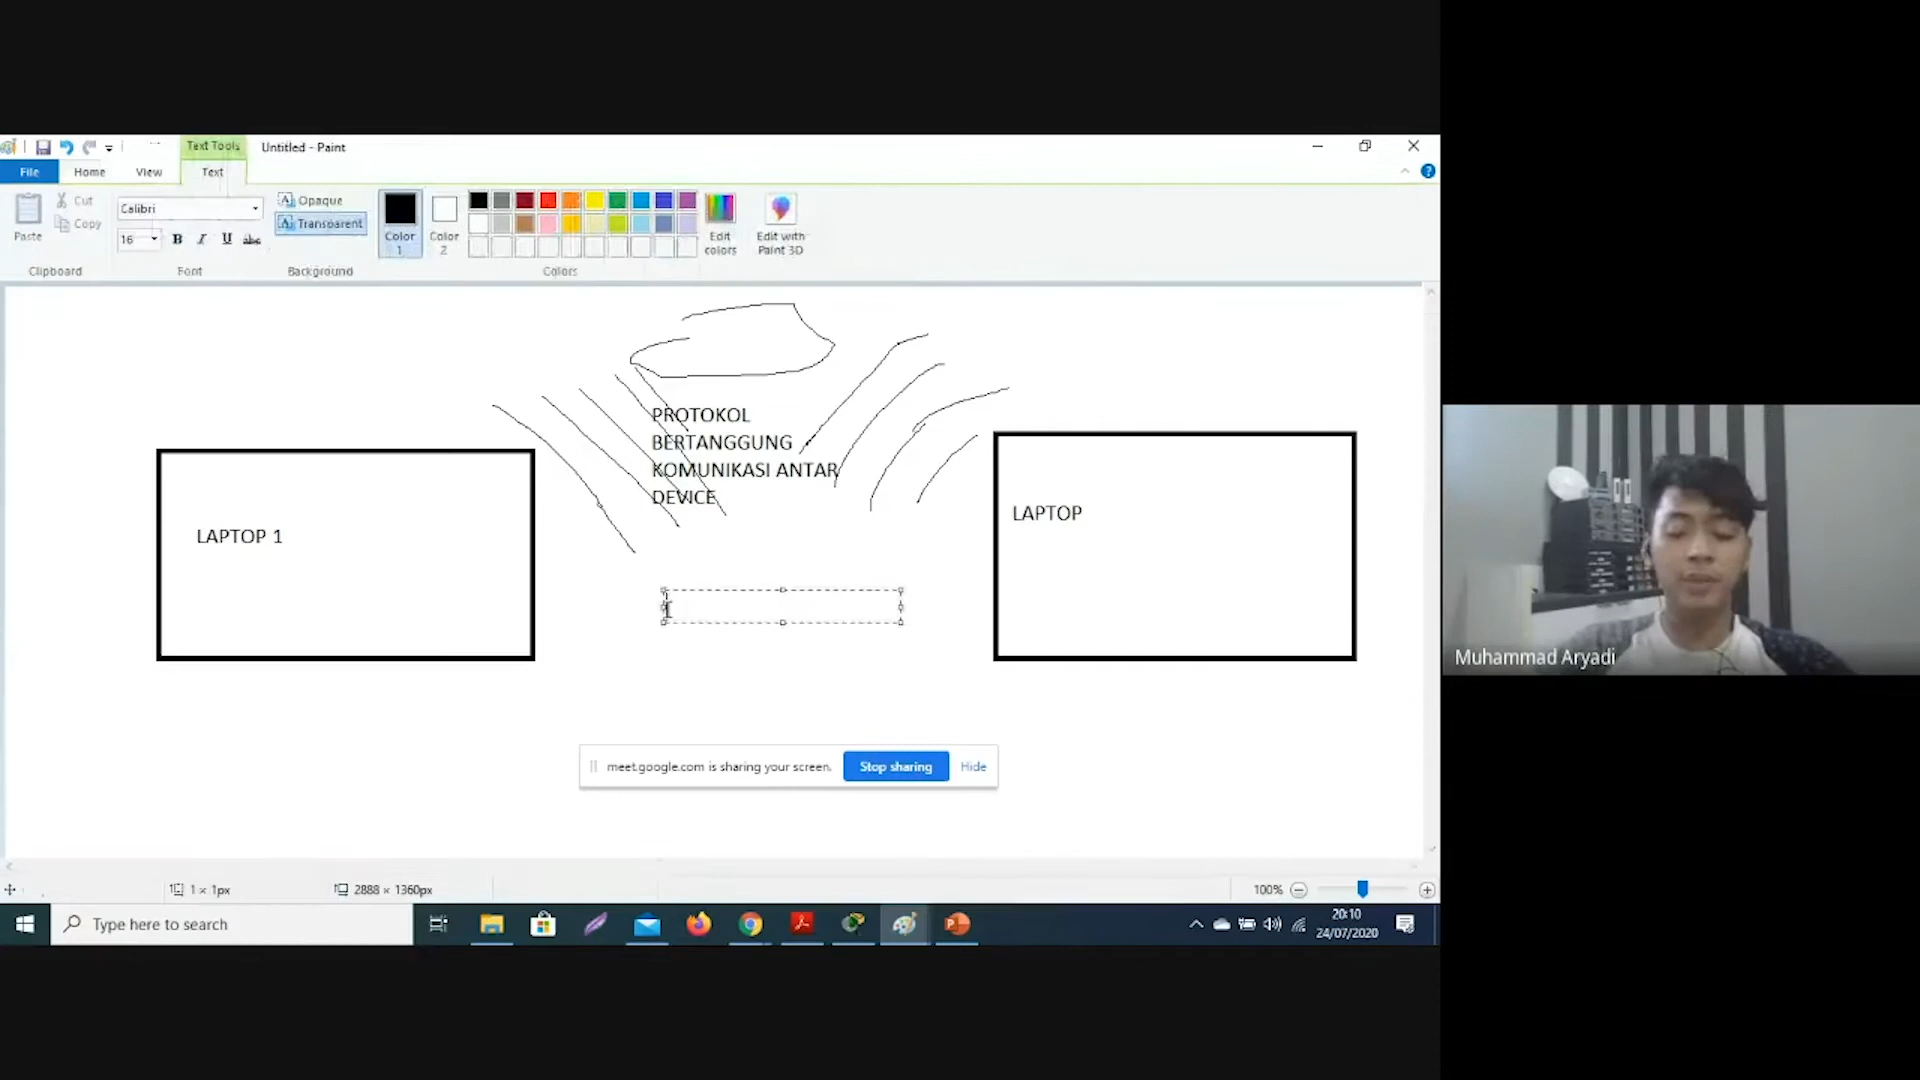 Text Tools
Untitled - Paint
File
Home
View
Text
Paste
Cut
Copy
Clipboard
Calibri
16
B I U abc
Font
Opaque
Transparent
Background
Color 1
Color 2
Colors
Edit colors
Edit with Paint 3D
PROTOKOL
BERTANGGUNG
KOMUNIKASI ANTAR
DEVICE
LAPTOP 1
LAPTOP
meet.google.com is sharing your screen.
Stop sharing
Hide
Muhammad Aryadi
1 × 1px
2888 × 1360px
100%
Type here to search
20:10
24/07/2020